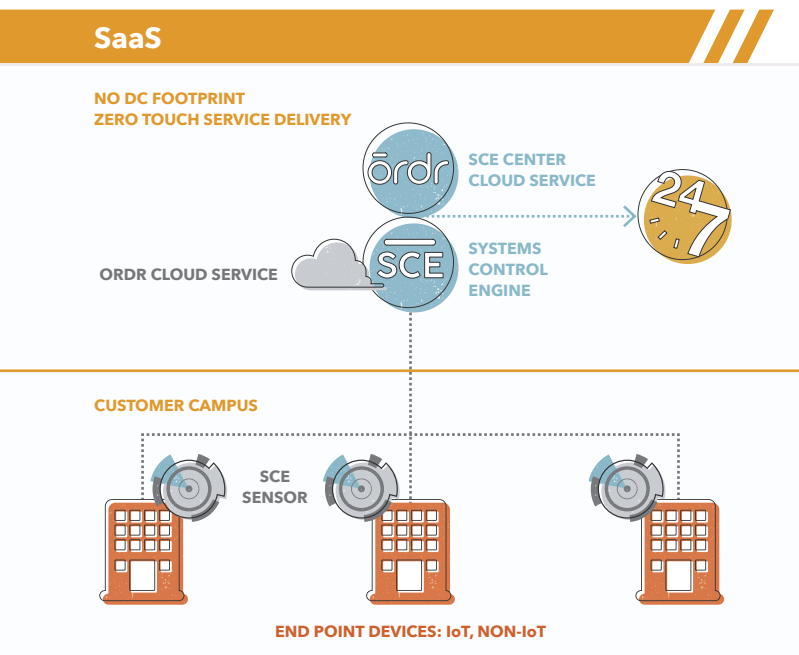 SaaS
NO DC FOOTPRINT
ZERO TOUCH SERVICE DELIVERY
ōrdr
SCE CENTER
CLOUD SERVICE
24
7
ORDR CLOUD SERVICE
SCE
SYSTEMS
CONTROL
ENGINE
CUSTOMER CAMPUS
SCE
SENSOR
END POINT DEVICES: IoT, NON-IoT